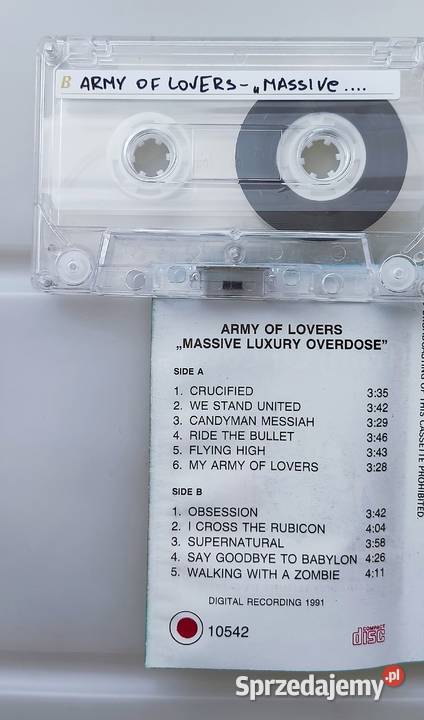 B ARMY OF LOVERS - „MASSIVE ....
ARMY OF LOVERS
„MASSIVE LUXURY OVERDOSE”
SIDE A
1. CRUCIFIED 3:35
2. WE STAND UNITED 3:42
3. CANDYMAN MESSIAH 3:29
4. RIDE THE BULLET 3:46
5. FLYING HIGH 3:43
6. MY ARMY OF LOVERS 3:28
SIDE B
1. OBSESSION 3:42
2. I CROSS THE RUBICON 4:04
3. SUPERNATURAL 3:58
4. SAY GOODBYE TO BABYLON 4:26
5. WALKING WITH A ZOMBIE 4:11
DIGITAL RECORDING 1991
10542
COMPACT
disc
OF THIS CASSETTE PROHIBITED.
Sprzedajemy.pl